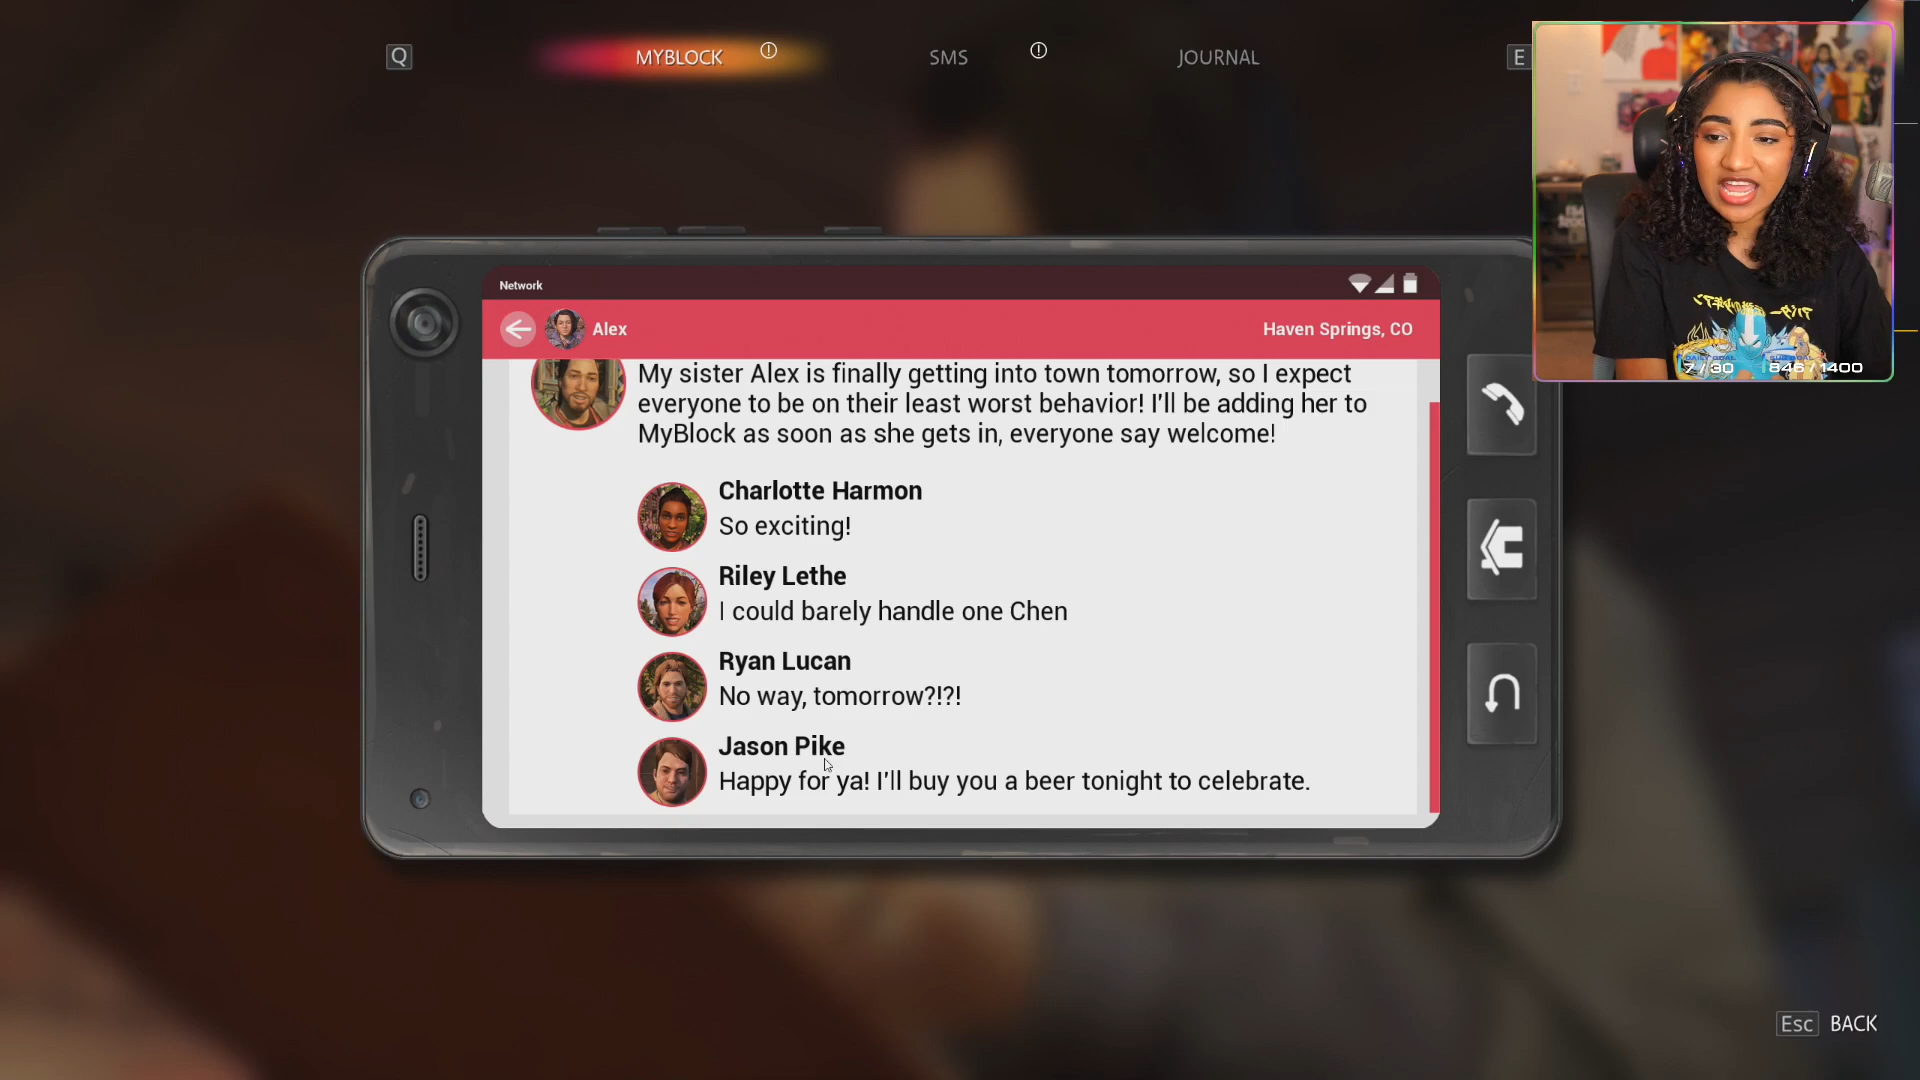 Q
MYBLOCK
SMS
JOURNAL
E
Network
Alex
Haven Springs, CO
My sister Alex is finally getting into town tomorrow, so I expect
everyone to be on their least worst behavior! I'll be adding her to
MyBlock as soon as she gets in, everyone say welcome!
Charlotte Harmon
So exciting!
Riley Lethe
I could barely handle one Chen
Ryan Lucan
No way, tomorrow?!?!
Jason Pike
Happy for ya! I'll buy you a beer tonight to celebrate.
DAILY GOAL
7 / 30
SUB GOAL
846 / 1400
Esc BACK